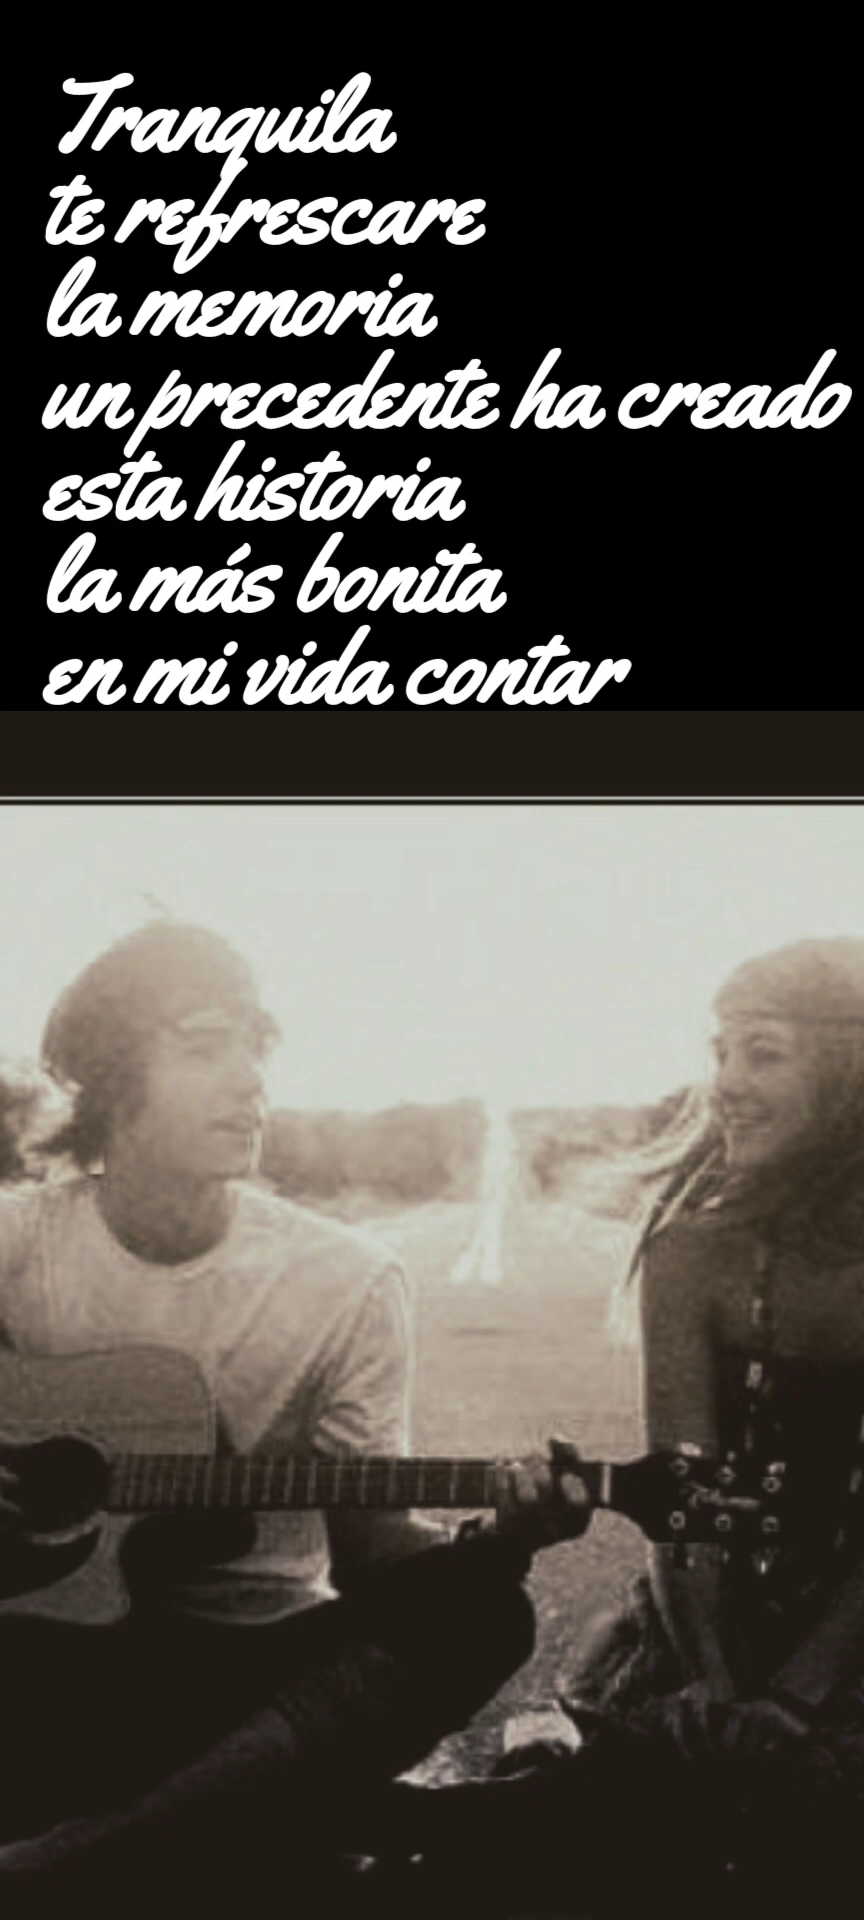 Tranquila
te refrescare
la memoria
un precedente ha creado
esta historia
la más bonita
en mi vida contar